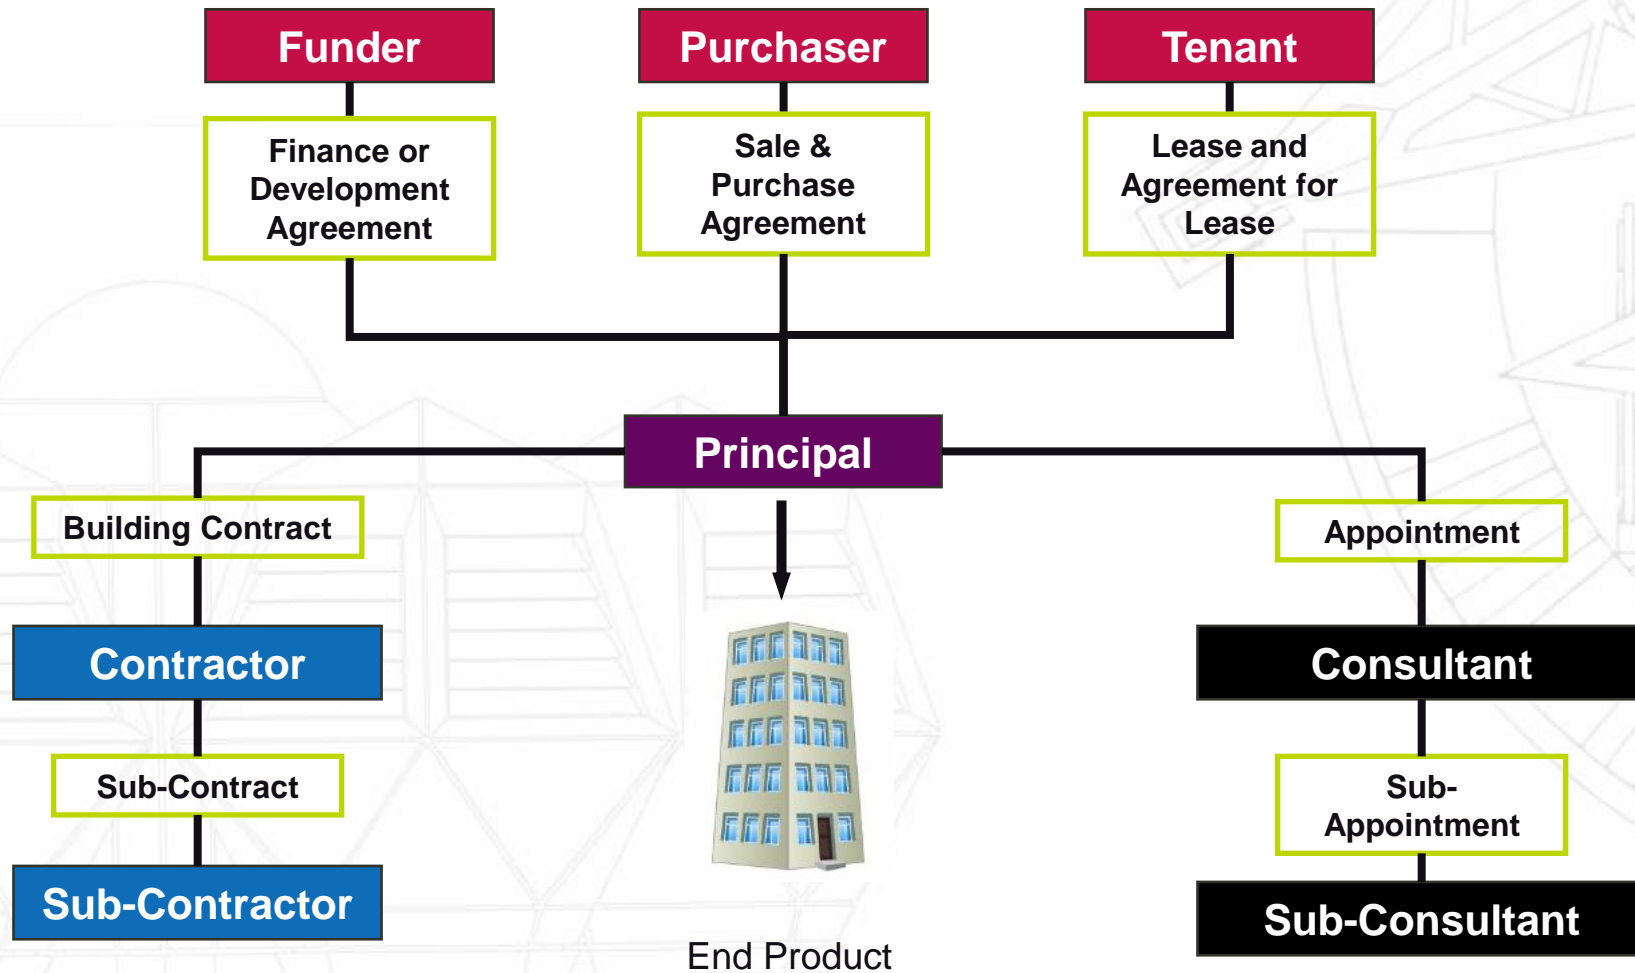 Funder
Purchaser
Tenant
Finance or
Development
Agreement
Sale &
Purchase
Agreement
Lease and
Agreement for
Lease
Principal
Building Contract
Appointment
Contractor
Consultant
Sub-Contract
Sub-
Appointment
Sub-Contractor
Sub-Consultant
End Product